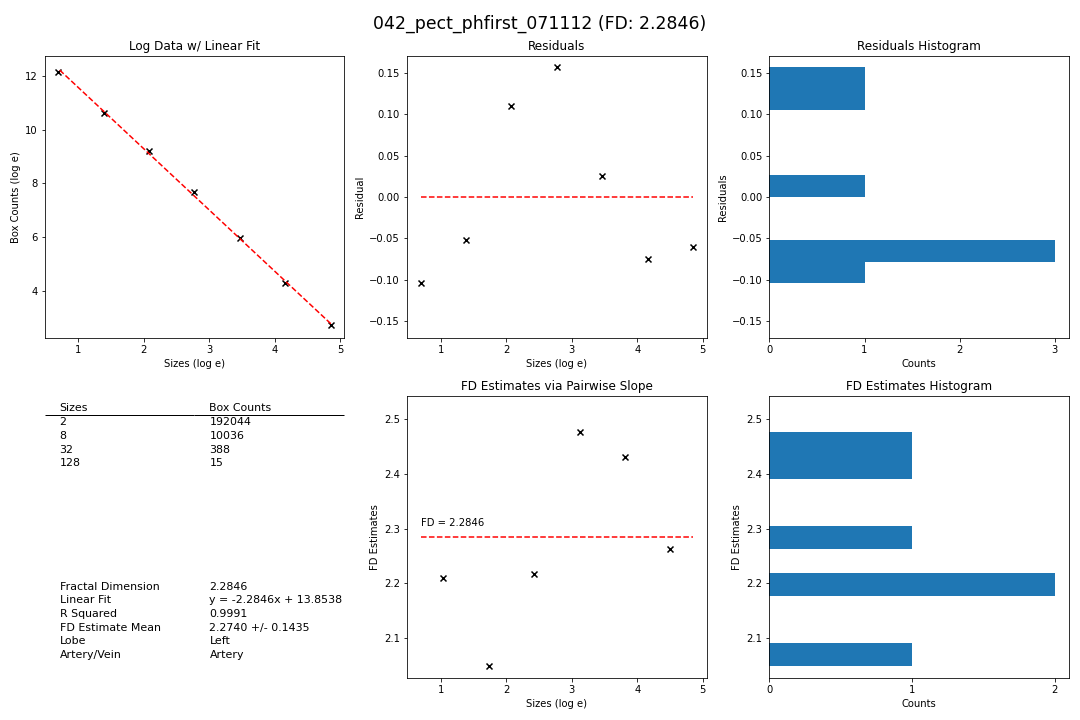 042_pect_phfirst_071112 (FD: 2.2846)
Log Data w/ Linear Fit
Box Counts (log e)
12
10
8
6
4
1 2 3 4 5
Sizes (log e)
Residuals
Residual
0.15
0.10
0.05
0.00
−0.05
−0.10
−0.15
1 2 3 4 5
Sizes (log e)
Residuals Histogram
Residuals
0.15
0.10
0.05
0.00
−0.05
−0.10
−0.15
0 1 2 3
Counts
Sizes Box Counts
2 192044
8 10036
32 388
128 15
Fractal Dimension 2.2846
Linear Fit y = -2.2846x + 13.8538
R Squared 0.9991
FD Estimate Mean 2.2740 +/- 0.1435
Lobe Left
Artery/Vein Artery
FD Estimates via Pairwise Slope
FD Estimates
2.5
2.4
2.3
2.2
2.1
FD = 2.2846
1 2 3 4 5
Sizes (log e)
FD Estimates Histogram
FD Estimates
2.5
2.4
2.3
2.2
2.1
0 1 2
Counts